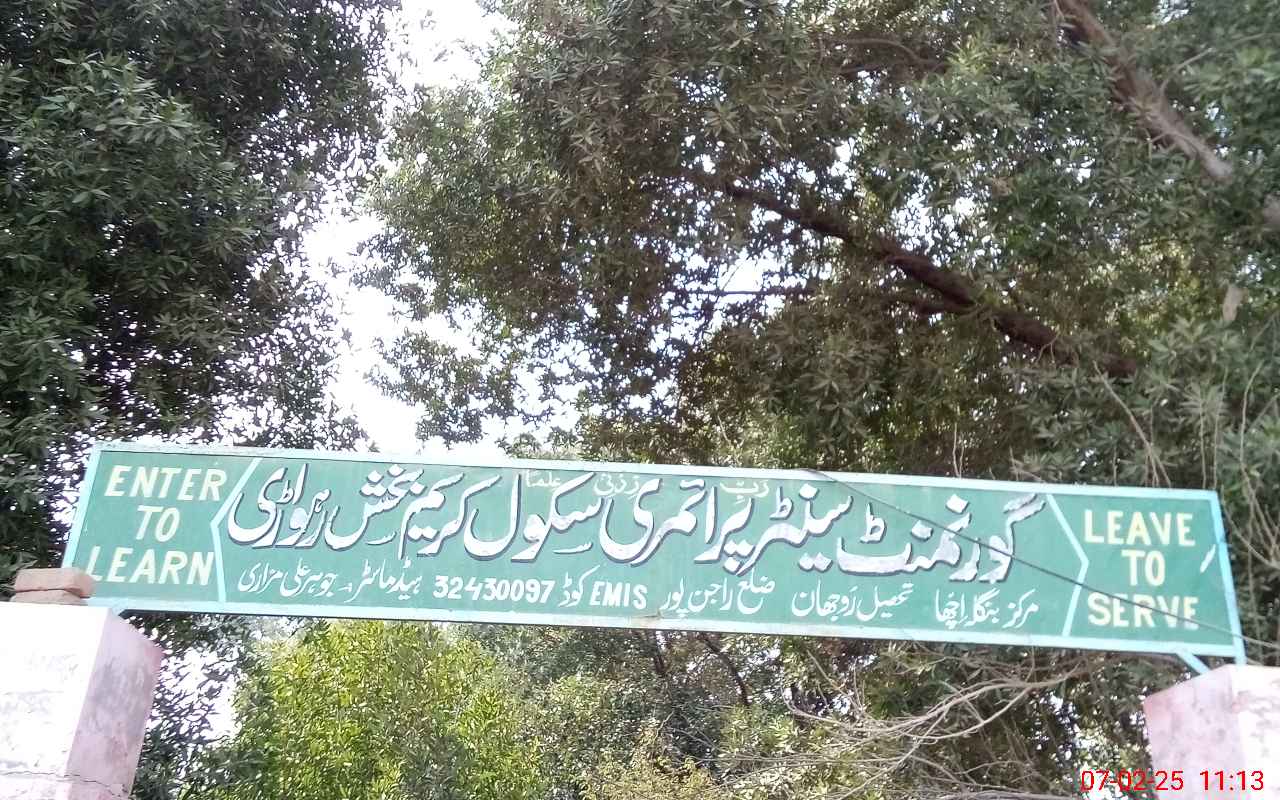 ENTER
TO
LEARN
رَبِّ زِدْنِی عِلْمًا
گورنمنٹ سینٹر پرائمری سکول کریم بخش رہواڑی
مرکز بنگلہ اچھا تحصیل روجھان ضلع راجن پور EMIS کوڈ 32430097 ہیڈ ماسٹر۔ جوہر علی مزاری
LEAVE
TO
SERVE
07-02-25 11:13